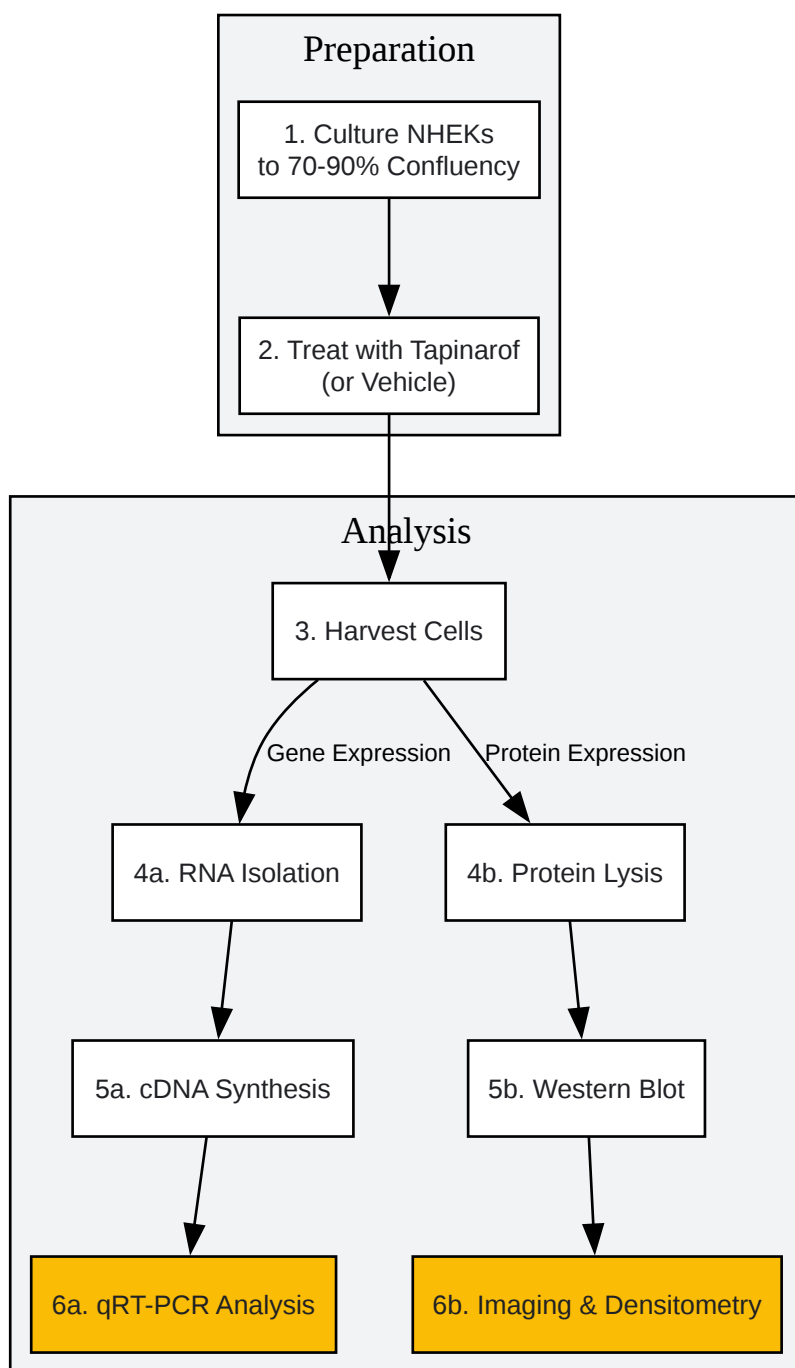 Preparation
1. Culture NHEKs
to 70-90% Confluency
2. Treat with Tapinarof
(or Vehicle)
Analysis
3. Harvest Cells
Gene Expression
Protein Expression
4a. RNA Isolation
4b. Protein Lysis
5a. cDNA Synthesis
5b. Western Blot
6a. qRT-PCR Analysis
6b. Imaging & Densitometry